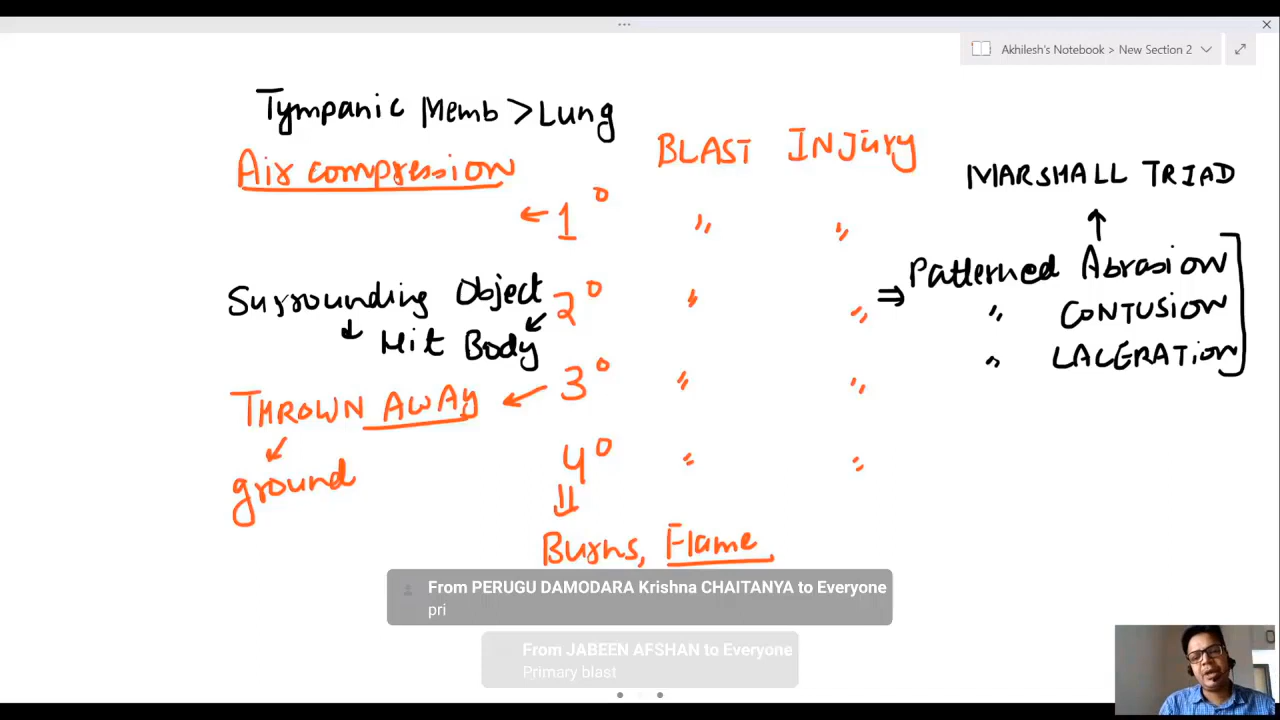 Akhilesh's Notebook > New Section 2
Tympanic Memb > Lung
BLAST INJury
Air compression
MARSHALL TRIAD
↑
← 1° " "
Patterned Abrasion
Surrounding Object
2° " " ⇒
" CONTUSION
↓ Hit Body ↙
" LACERATION
THROWN AWAY ← 3° " "
↙
ground
4° " "
⇓
Burns, Flame
From PERUGU DAMODARA Krishna CHAITANYA to Everyone
pri
From JABEEN AFSHAN to Everyone
Primary blast